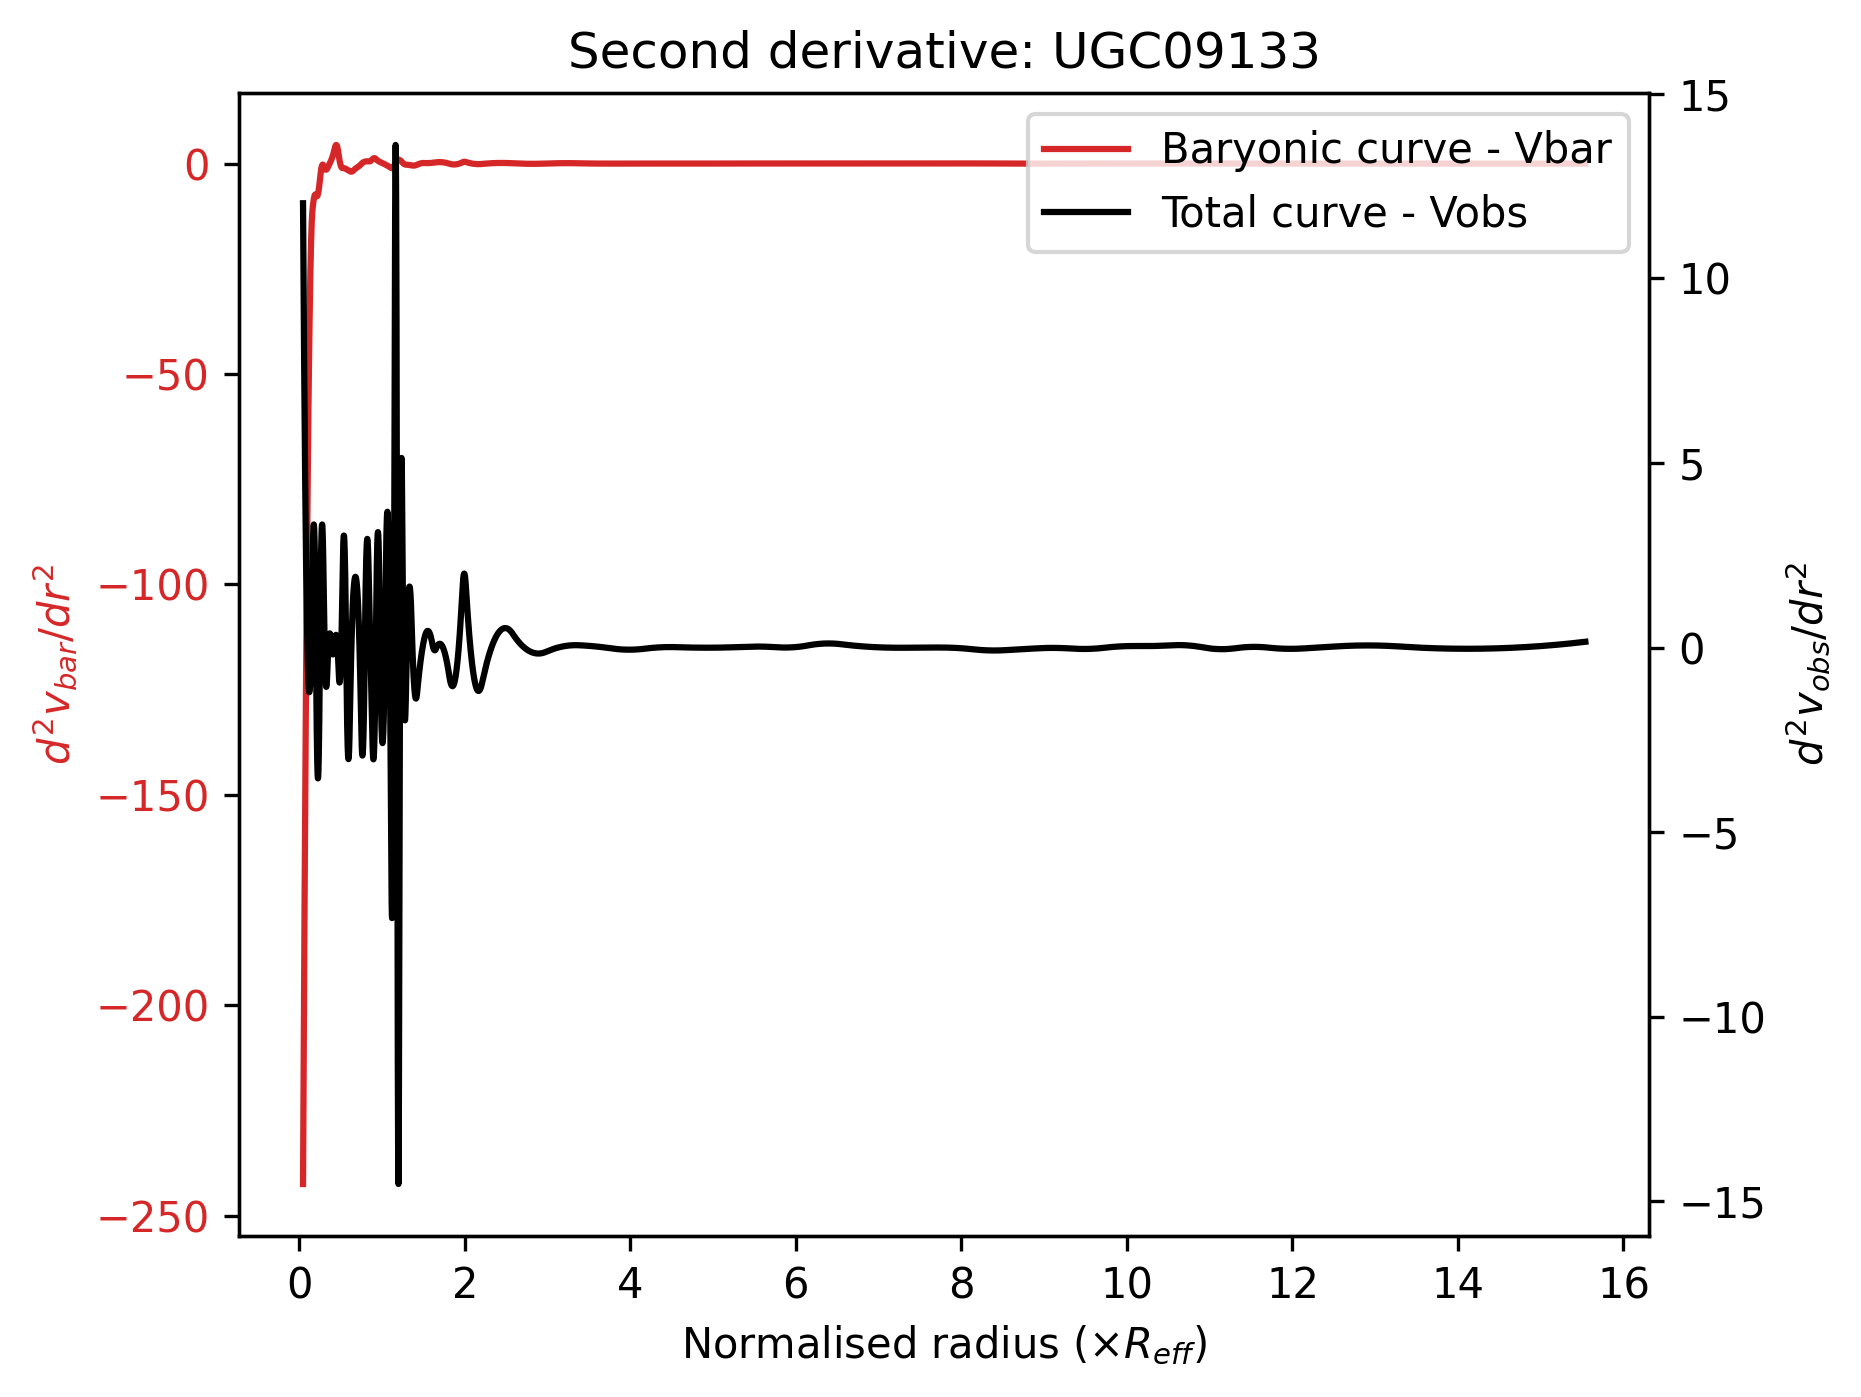 Second derivative: UGC09133
Baryonic curve - Vbar
Total curve - Vobs
0
−50
−100
−150
−200
−250
d²v_bar/dr²
15
10
5
0
−5
−10
−15
d²v_obs/dr²
0 2 4 6 8 10 12 14 16
Normalised radius (×R_eff)